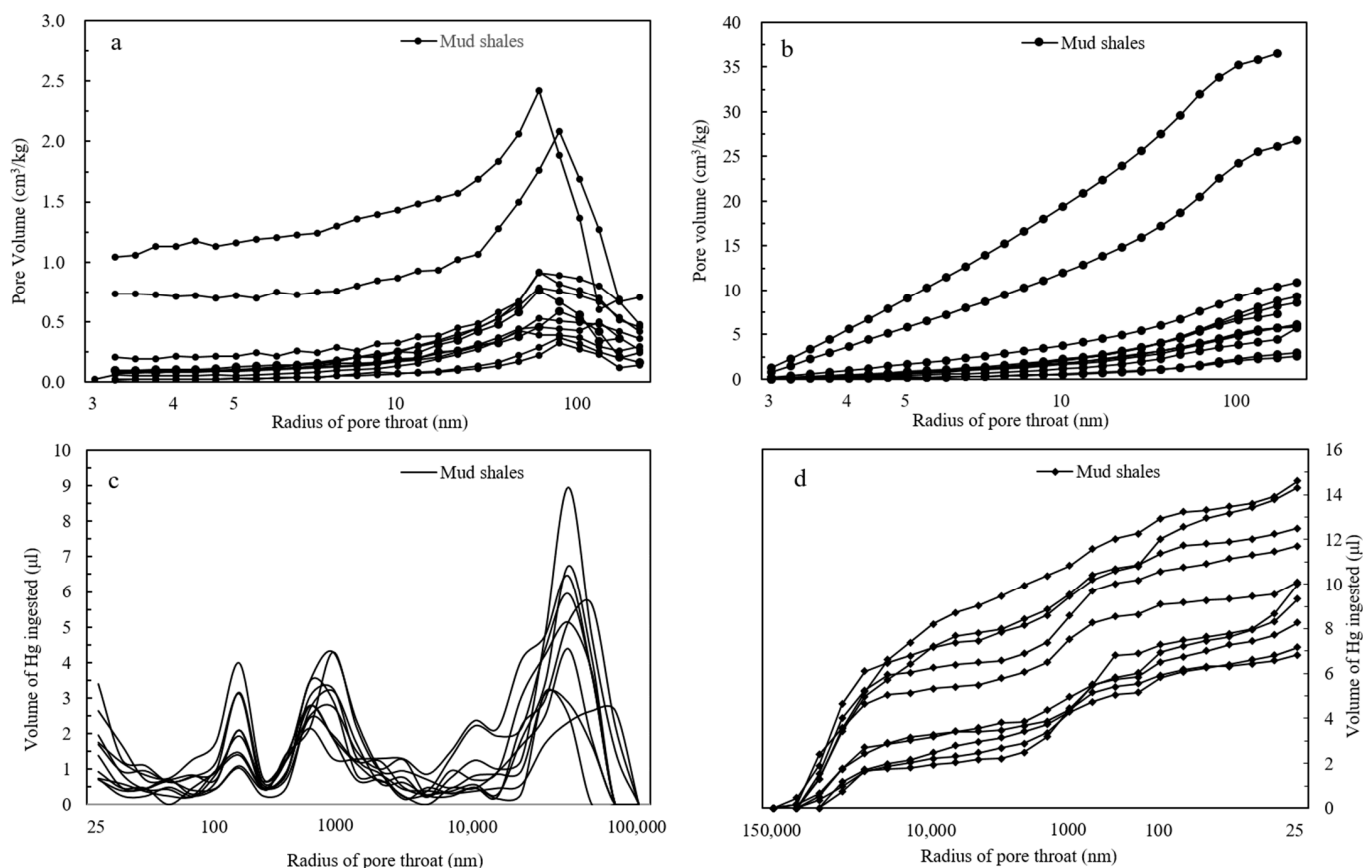 a
Mud shales
3.0
2.5
2.0
1.5
1.0
0.5
0.0
Pore Volume (cm³/kg)
3 4 5 10 100
Radius of pore throat (nm)
b
Mud shales
40
35
30
25
20
15
10
5
0
Pore volume (cm³/kg)
3 4 5 10 100
Radius of pore throat (nm)
c
Mud shales
10
9
8
7
6
5
4
3
2
1
0
Volume of Hg ingested (µl)
25 100 1000 10,000 100,000
Radius of pore throat (nm)
d
Mud shales
16
14
12
10
8
6
4
2
0
Volume of Hg ingested (µl)
150,000 10,000 1000 100 25
Radius of pore throat (nm)